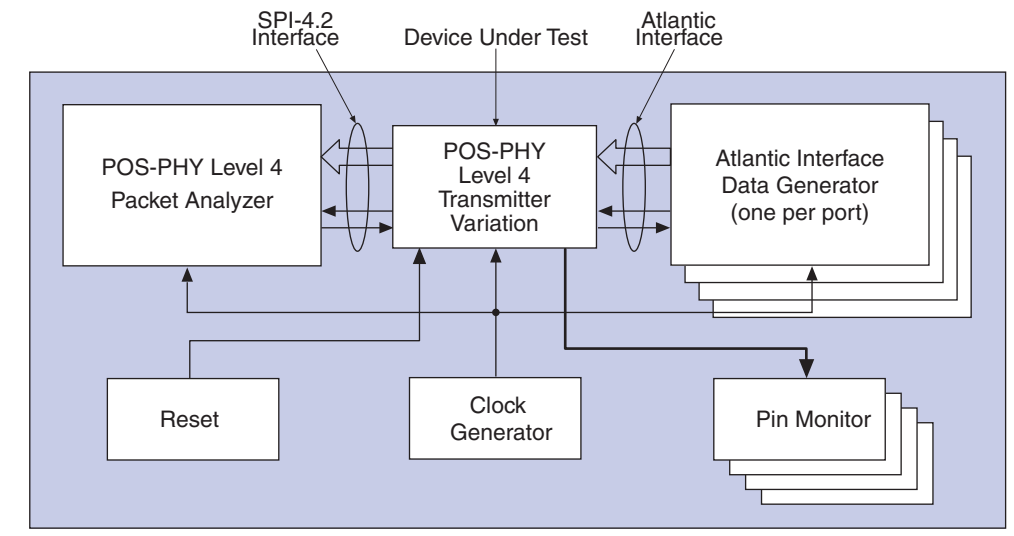 SPI-4.2
Interface
Device Under Test
Atlantic
Interface
POS-PHY Level 4
Packet Analyzer
POS-PHY
Level 4
Transmitter
Variation
Atlantic Interface
Data Generator
(one per port)
Reset
Clock
Generator
Pin Monitor